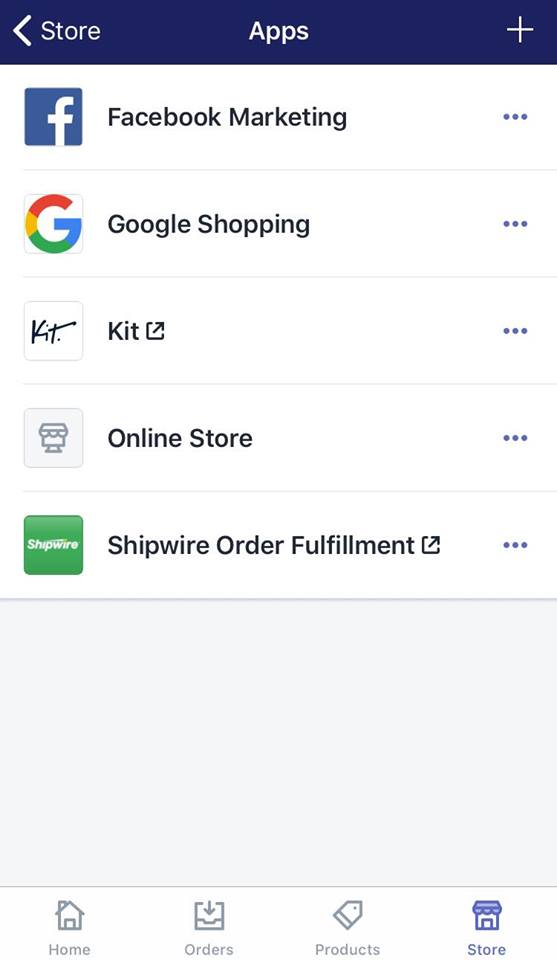 Store
Apps
Facebook Marketing
Google Shopping
Kit.
Kit
Online Store
Shipwire
Shipwire Order Fulfillment
Home
Orders
Products
Store